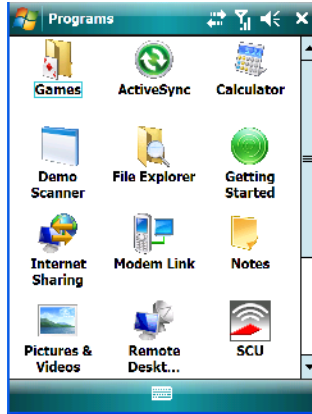 Programs
Games ActiveSync Calculator
Demo Scanner File Explorer Getting Started
Internet Sharing Modem Link Notes
Pictures & Videos Remote Deskt... SCU